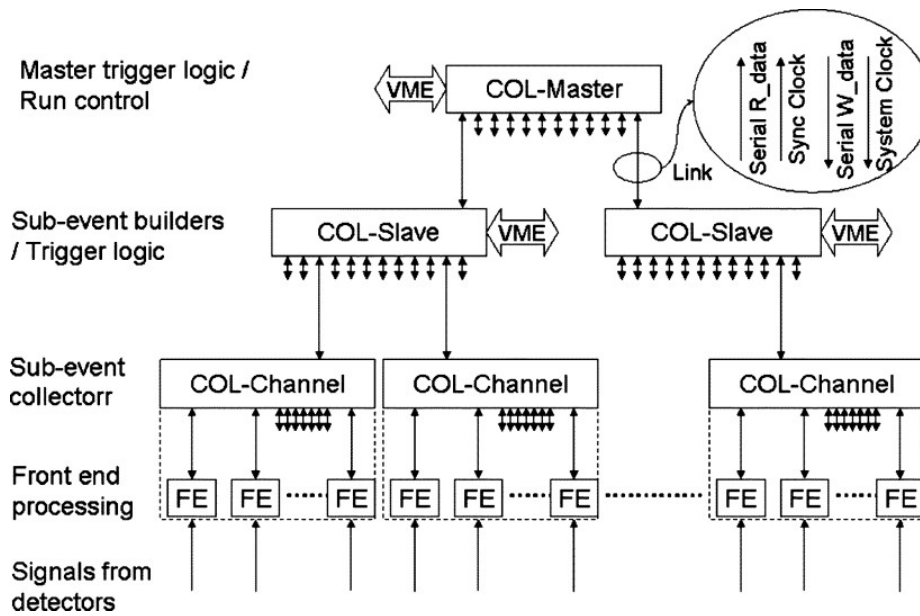 Master trigger logic /
Run control
VME
COL-Master
Link
Serial R_data
Sync Clock
Serial W_data
System Clock
Sub-event builders
/ Trigger logic
COL-Slave
VME
COL-Slave
VME
Sub-event
collectorr
COL-Channel
COL-Channel
COL-Channel
Front end
processing
FE
FE
FE
FE
FE
FE
FE
FE
FE
Signals from
detectors